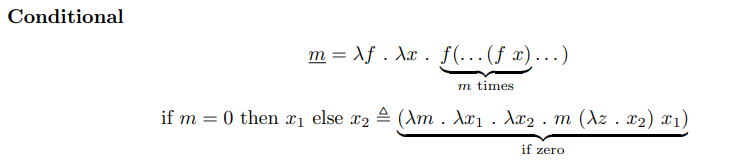 Conditional
m = λf . λx . f(...(f x)...)
m times
if m = 0 then x₁ else x₂ ≜ (λm . λx₁ . λx₂ . m (λz . x₂) x₁)
if zero